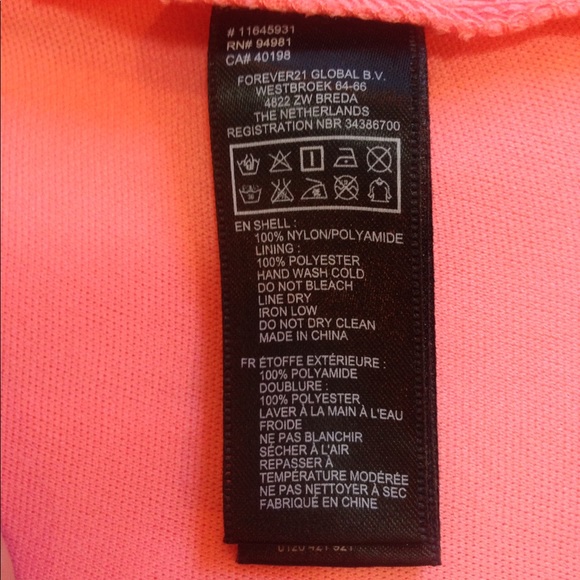 # 11645931
RN# 94981
CA# 40198
FOREVER21 GLOBAL B.V.
WESTBROEK 64-66
4822 ZW BREDA
THE NETHERLANDS
REGISTRATION NBR 34386700
EN SHELL :
100% NYLON/POLYAMIDE
LINING :
100% POLYESTER
HAND WASH COLD
DO NOT BLEACH
LINE DRY
IRON LOW
DO NOT DRY CLEAN
MADE IN CHINA
FR ÉTOFFE EXTÉRIEURE :
100% POLYAMIDE
DOUBLURE :
100% POLYESTER
LAVER À LA MAIN À L'EAU
FROIDE
NE PAS BLANCHIR
SÉCHER À L'AIR
REPASSER À
TEMPÉRATURE MODÉRÉE
NE PAS NETTOYER À SEC
FABRIQUÉ EN CHINE